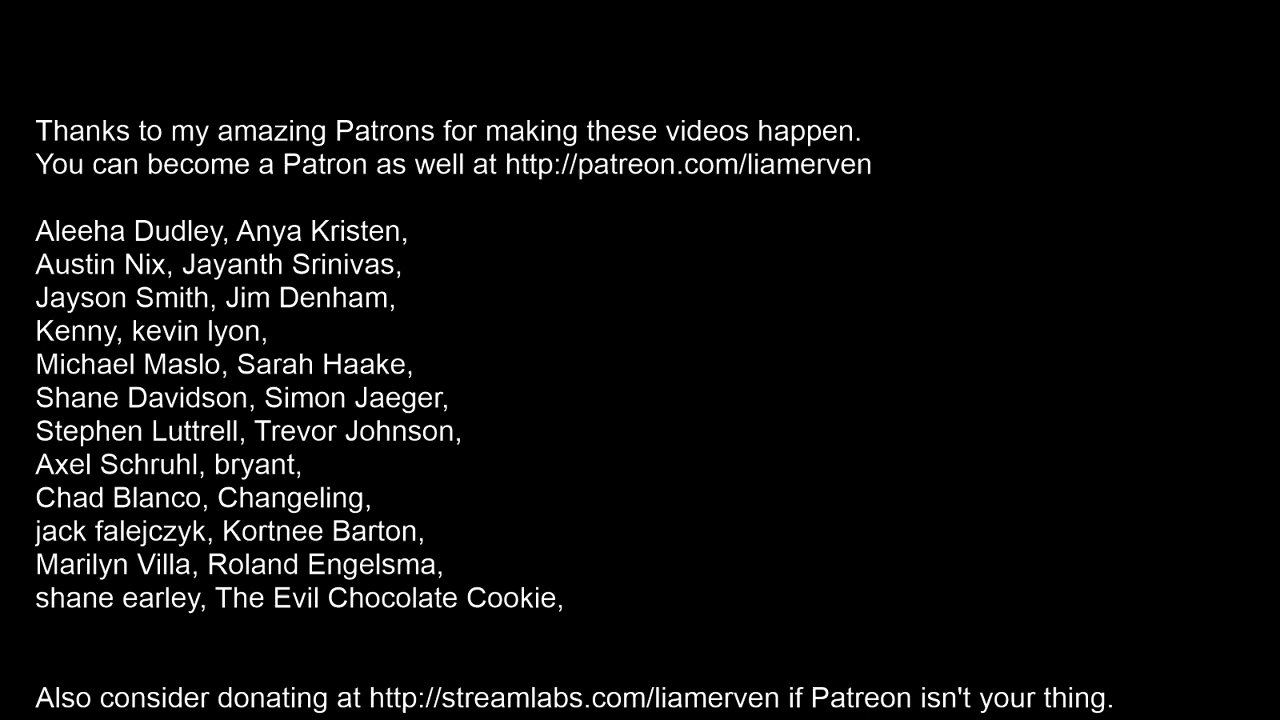 Thanks to my amazing Patrons for making these videos happen.
You can become a Patron as well at http://patreon.com/liamerven
Aleeha Dudley, Anya Kristen,
Austin Nix, Jayanth Srinivas,
Jayson Smith, Jim Denham,
Kenny, kevin lyon,
Michael Maslo, Sarah Haake,
Shane Davidson, Simon Jaeger,
Stephen Luttrell, Trevor Johnson,
Axel Schruhl, bryant,
Chad Blanco, Changeling,
jack falejczyk, Kortnee Barton,
Marilyn Villa, Roland Engelsma,
shane earley, The Evil Chocolate Cookie,
Also consider donating at http://streamlabs.com/liamerven if Patreon isn't your thing.